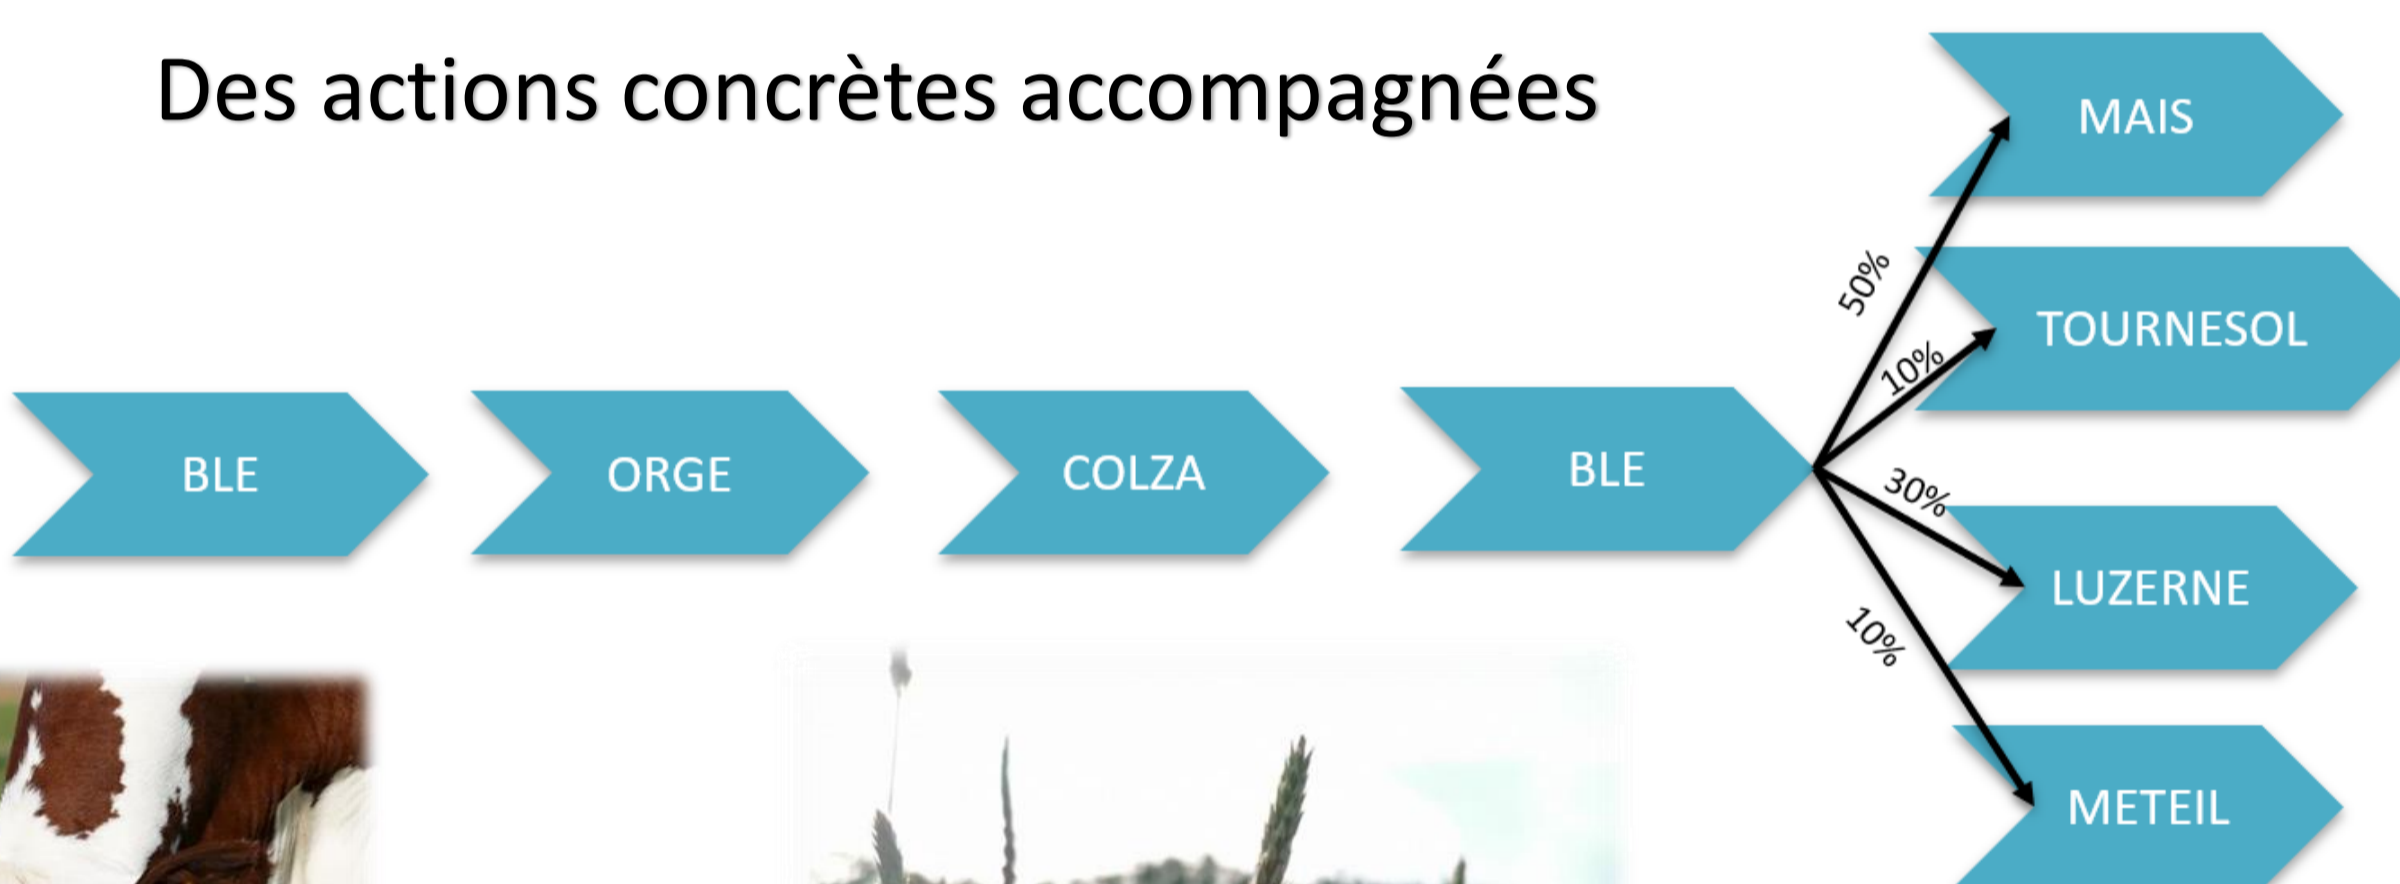 Des actions concrètes accompagnées
BLE
ORGE
COLZA
BLE
50%
MAIS
10%
TOURNESOL
30%
LUZERNE
10%
METEIL